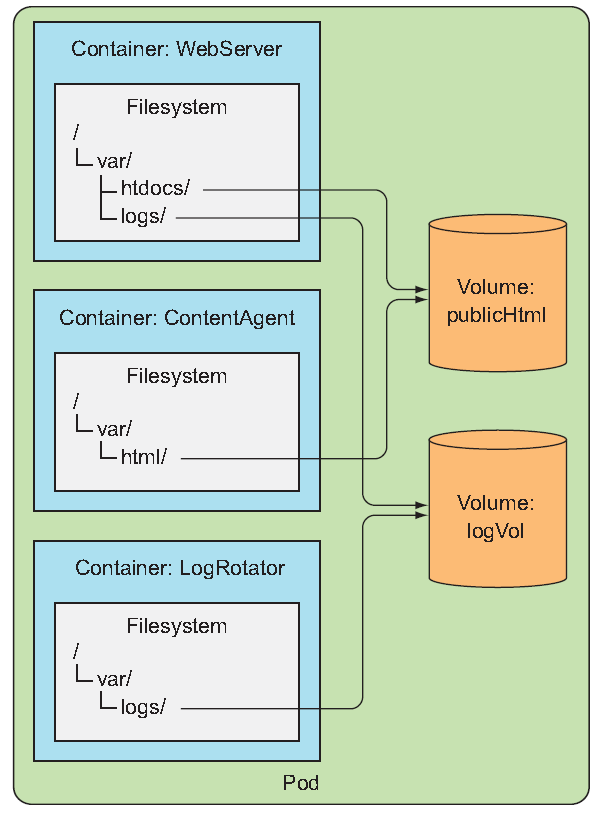 Container: WebServer
Filesystem
/
var/
htdocs/
logs/
Container: ContentAgent
Filesystem
/
var/
html/
Container: LogRotator
Filesystem
/
var/
logs/
Volume:
publicHtml
Volume:
logVol
Pod